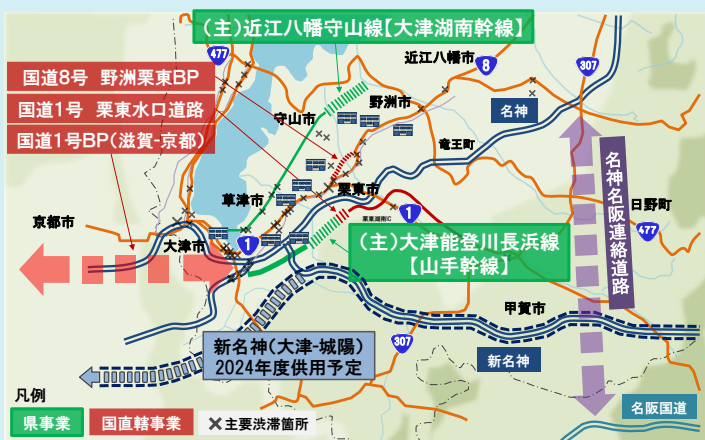 (主)近江八幡守山線【大津湖南幹線】
477
近江八幡市
8
307
国道8号 野洲栗東BP
国道1号 栗東水口道路
国道1号BP(滋賀-京都)
野洲市
名神
守山市
竜王町
名神名阪連絡道路
栗東市
草津市
日野町
京都市
栗東湖南IC
1
477
大津市
1
(主)大津能登川長浜線
【山手幹線】
甲賀市
新名神(大津-城陽)
2024年度供用予定
307
新名神
凡例
県事業
国直轄事業
×主要渋滞箇所
名阪国道